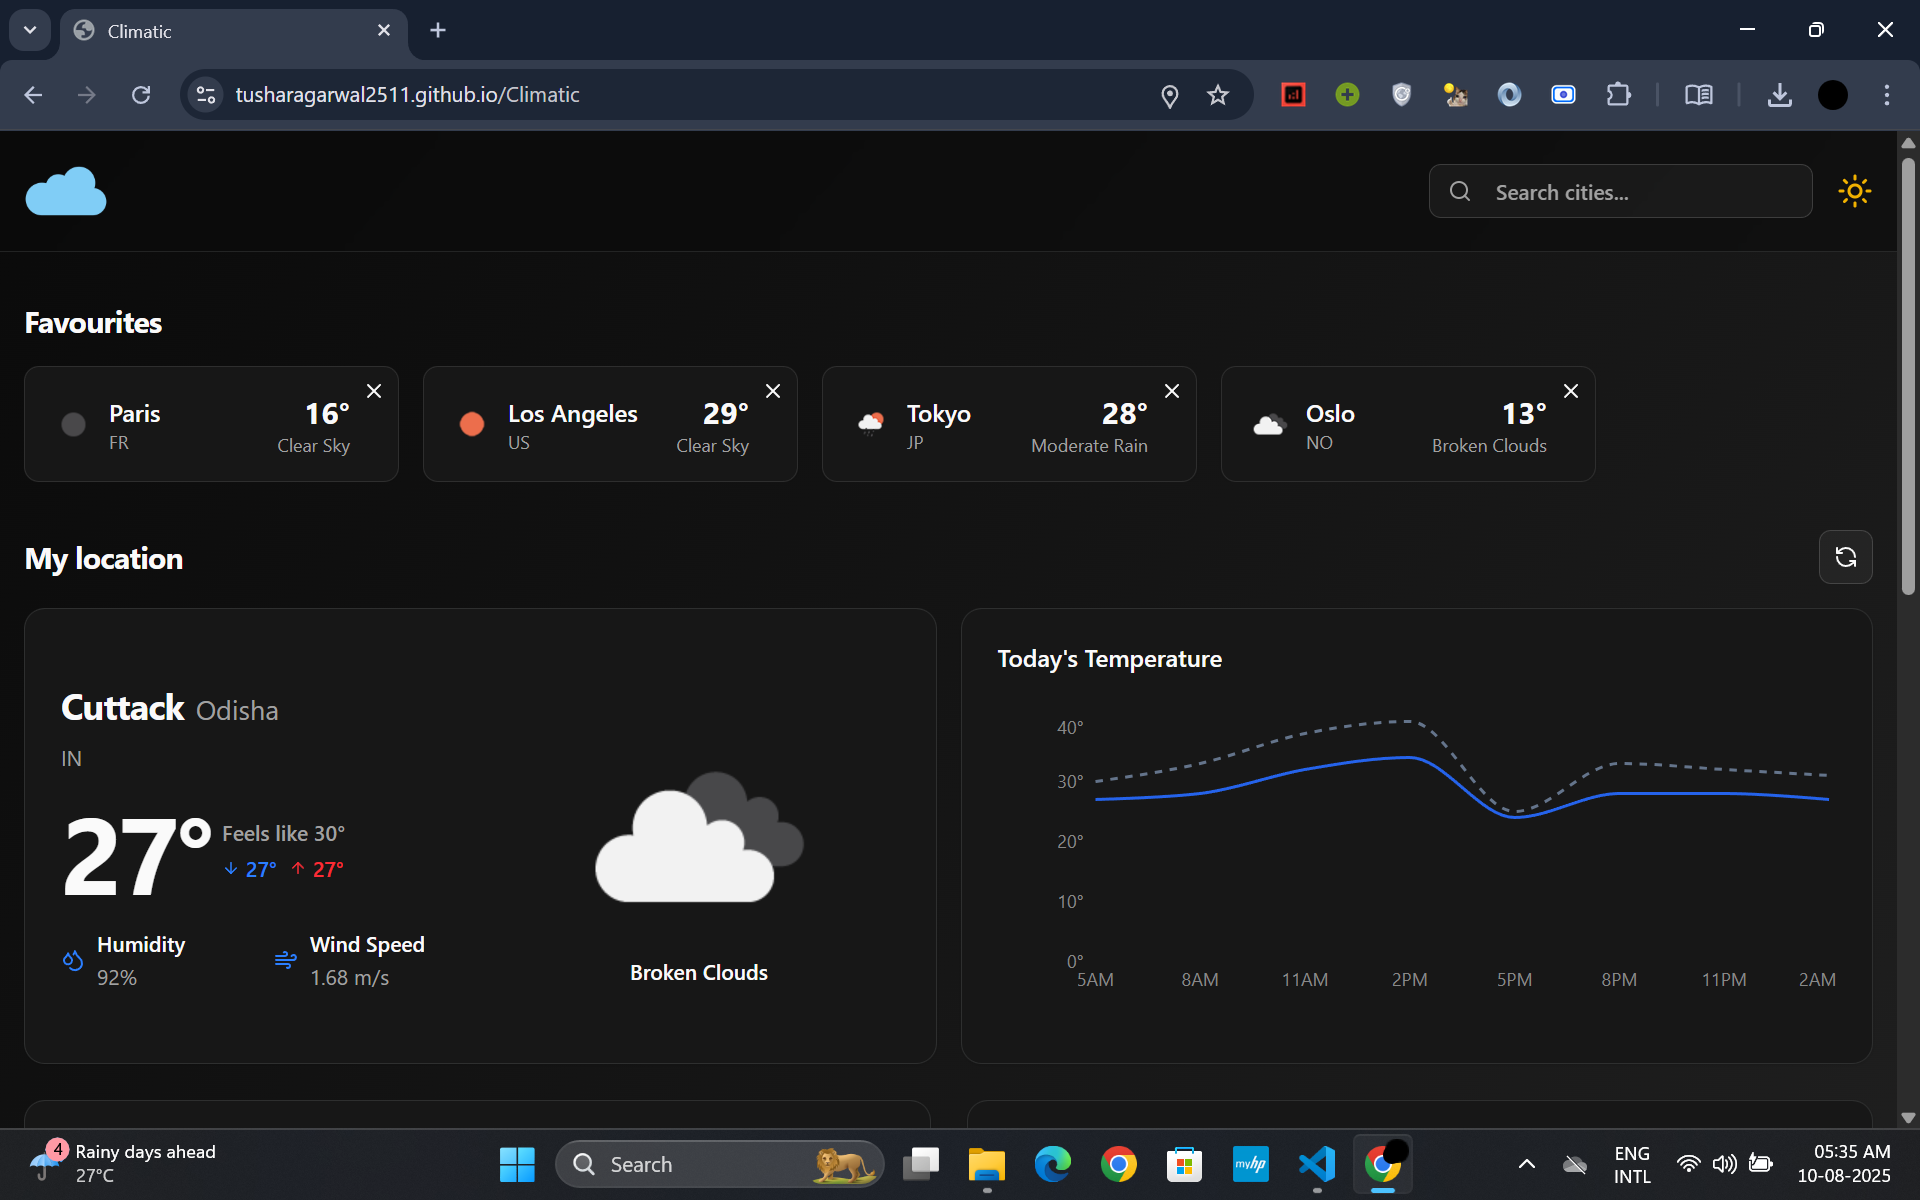 Climatic
tusharagarwal2511.github.io/Climatic
Search cities...
Favourites
Paris
FR
16°
Clear Sky
Los Angeles
US
29°
Clear Sky
Tokyo
JP
28°
Moderate Rain
Oslo
NO
13°
Broken Clouds
My location
Cuttack Odisha
IN
27°
Feels like 30°
↓ 27° ↑ 27°
Humidity
92%
Wind Speed
1.68 m/s
Broken Clouds
Today's Temperature
40°
30°
20°
10°
0°
5AM 8AM 11AM 2PM 5PM 8PM 11PM 2AM
4
Rainy days ahead
27°C
Search
myhp
ENG
INTL
05:35 AM
10-08-2025